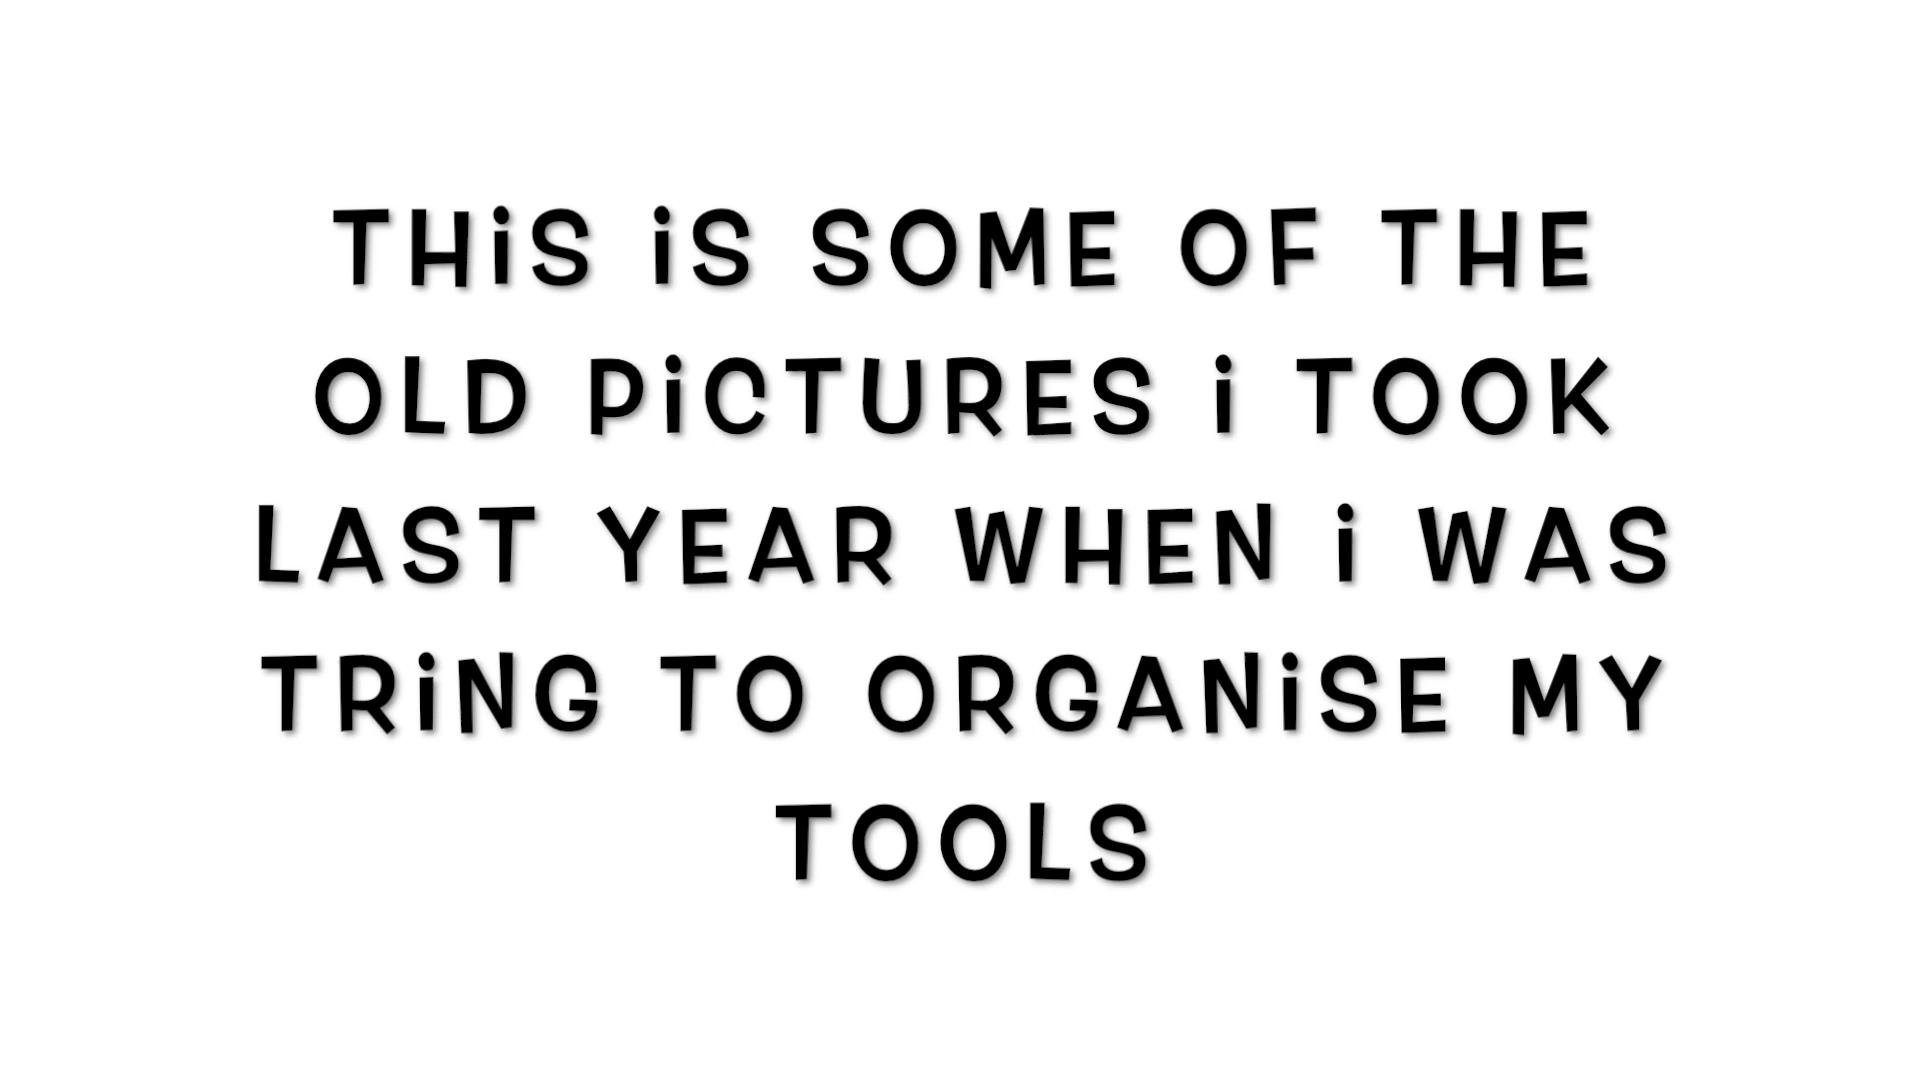 THiS iS SOME OF THE
OLD PiCTURES i TOOK
LAST YEAR WHEN i WAS
TRiNG TO ORGANiSE MY
TOOLS